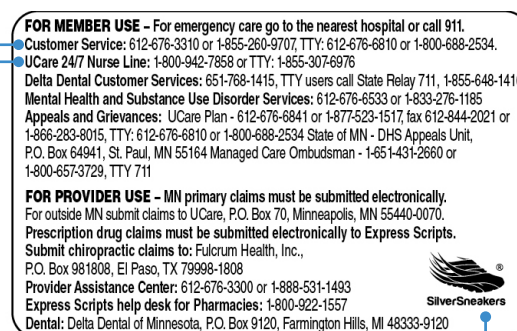 FOR MEMBER USE – For emergency care go to the nearest hospital or call 911.
Customer Service: 612-676-3310 or 1-855-260-9707, TTY: 612-676-6810 or 1-800-688-2534.
UCare 24/7 Nurse Line: 1-800-942-7858 or TTY: 1-855-307-6976
Delta Dental Customer Services: 651-768-1415, TTY users call State Relay 711, 1-855-648-141
Mental Health and Substance Use Disorder Services: 612-676-6533 or 1-833-276-1185
Appeals and Grievances: UCare Plan - 612-676-6841 or 1-877-523-1517, fax 612-844-2021 or
1-866-283-8015, TTY: 612-676-6810 or 1-800-688-2534 State of MN - DHS Appeals Unit,
P.O. Box 64941, St. Paul, MN 55164 Managed Care Ombudsman - 1-651-431-2660 or
1-800-657-3729, TTY 711
FOR PROVIDER USE – MN primary claims must be submitted electronically.
For outside MN submit claims to UCare, P.O. Box 70, Minneapolis, MN 55440-0070.
Prescription drug claims must be submitted electronically to Express Scripts.
Submit chiropractic claims to: Fulcrum Health, Inc.,
P.O. Box 981808, El Paso, TX 79998-1808
Provider Assistance Center: 612-676-3300 or 1-888-531-1493
Express Scripts help desk for Pharmacies: 1-800-922-1557
Dental: Delta Dental of Minnesota, P.O. Box 9120, Farmington Hills, MI 48333-9120
®
SilverSneakers